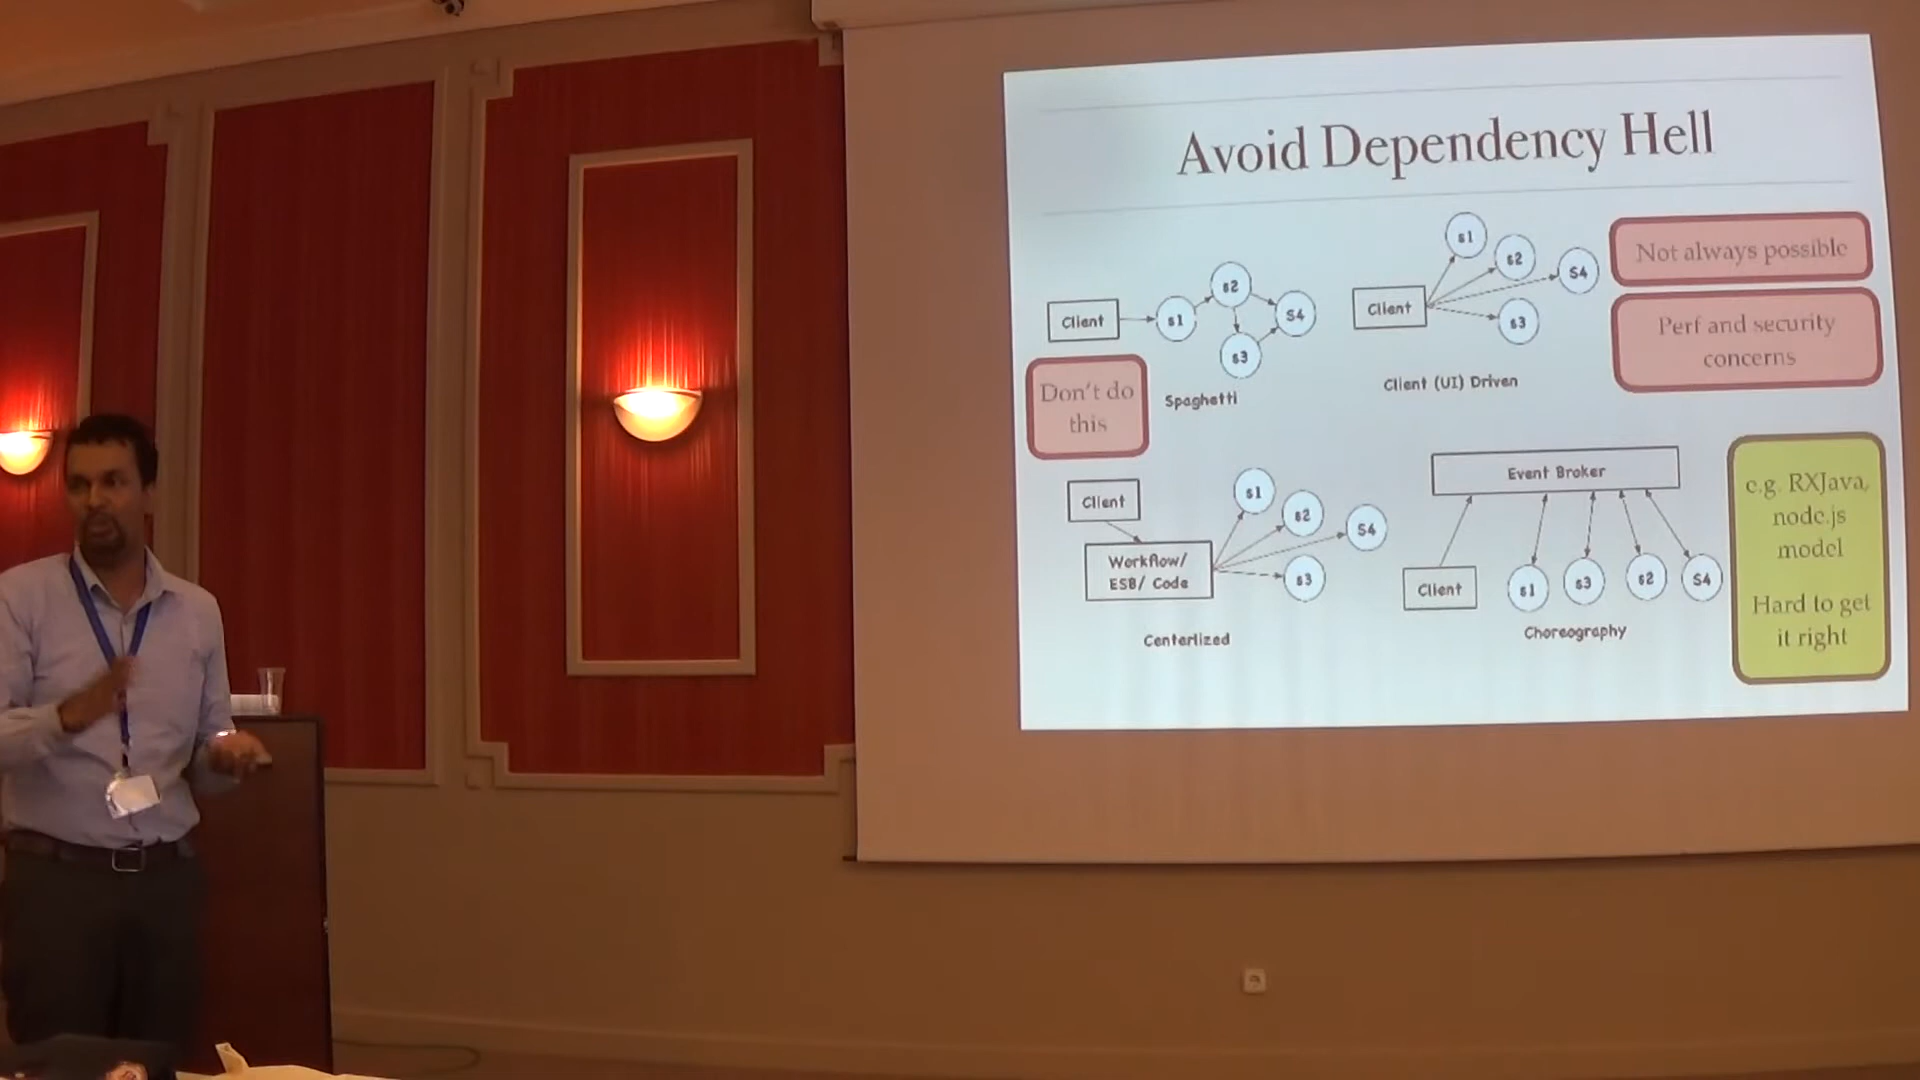 Avoid Dependency Hell
Client
s1
s2
s3
S4
Don't do
this
Spaghetti
Client
s1
s2
S4
s3
Client (UI) Driven
Not always possible
Perf and security
concerns
Client
Workflow/
ESB/ Code
s1
s2
S4
s3
Centerlized
Event Broker
Client
s1
s3
s2
S4
Choreography
e.g. RXJava,
node.js
model
Hard to get
it right